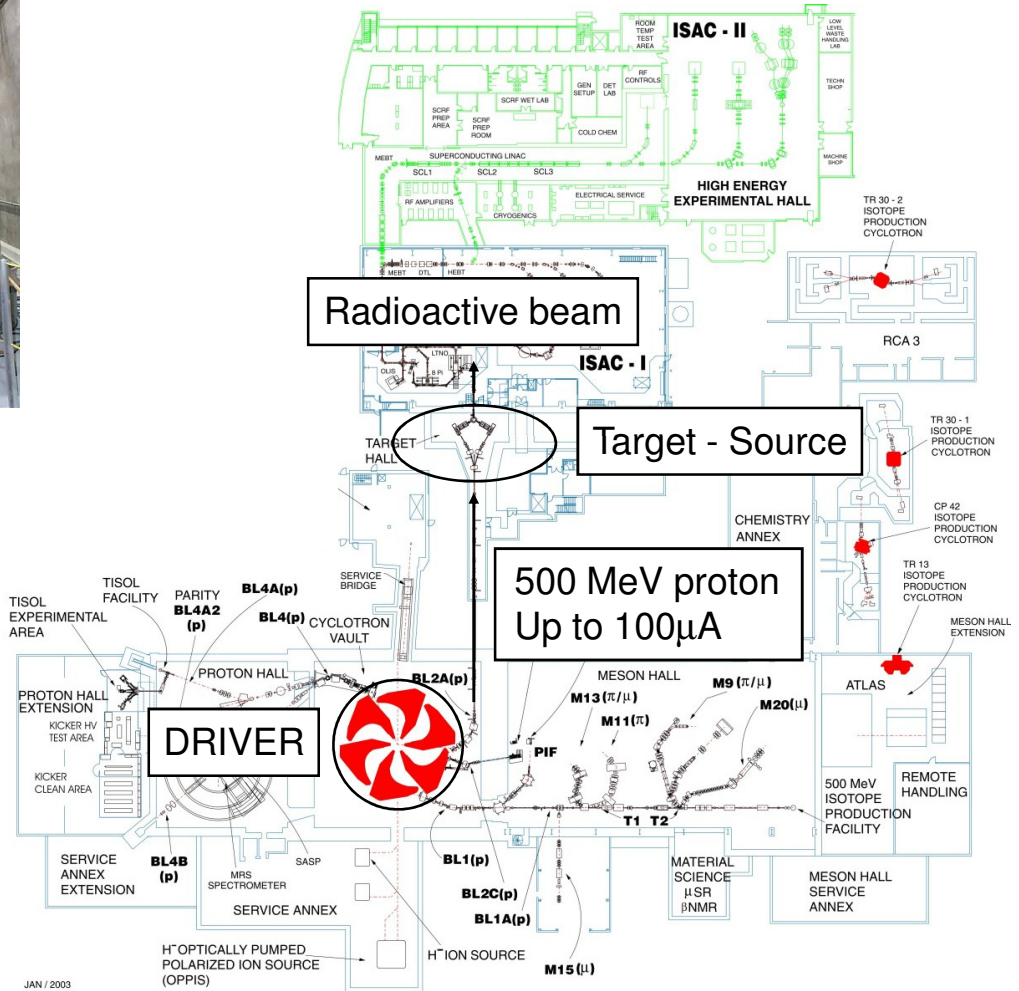 ROOM
TEMP
TEST
AREA
ISAC - II
LOW
LEVEL
WASTE
HANDLING
LAB
RF
CONTROLS
GEN
SETUP
DET
LAB
TECHN
SHOP
SCRF WET LAB
SCRF
PREP
AREA
SCRF
PREP
ROOM
COLD CHEM
MEBT
SUPERCONDUCTING LINAC
SCL1
SCL2
SCL3
MACHINE
SHOP
RF AMPLIFIERS
CRYOGENICS
ELECTRICAL SERVICE
HIGH ENERGY
EXPERIMENTAL HALL
TR 30 - 2
ISOTOPE
PRODUCTION
CYCLOTRON
MEBT
DTL
HEBT
Radioactive beam
RCA 3
LTNO
OLIS
8 Pi
ISAC - I
TARGET
HALL
Target - Source
TR 30 - 1
ISOTOPE
PRODUCTION
CYCLOTRON
CP 42
ISOTOPE
PRODUCTION
CYCLOTRON
CHEMISTRY
ANNEX
500 MeV proton
Up to 100μA
TR 13
ISOTOPE
PRODUCTION
CYCLOTRON
MESON HALL
EXTENSION
SERVICE
BRIDGE
TISOL
FACILITY
PARITY
BL4A2
(p)
BL4A(p)
BL4(p)
CYCLOTRON
VAULT
TISOL
EXPERIMENTAL
AREA
PROTON HALL
BL2A(p)
MESON HALL
M9(π/μ)
M13(π/μ)
M11(π)
M20(μ)
ATLAS
PROTON HALL
EXTENSION
KICKER HV
TEST AREA
DRIVER
PIF
KICKER
CLEAN AREA
500 MeV
ISOTOPE
PRODUCTION
FACILITY
REMOTE
HANDLING
T1
T2
SERVICE
ANNEX
EXTENSION
BL4B
(p)
MRS
SPECTROMETER
SASP
BL1(p)
BL2C(p)
BL1A(p)
MATERIAL
SCIENCE
μSR
βNMR
MESON HALL
SERVICE
ANNEX
SERVICE ANNEX
H⁻ OPTICALLY PUMPED
POLARIZED ION SOURCE
(OPPIS)
H⁻ ION SOURCE
M15(μ)
JAN / 2003